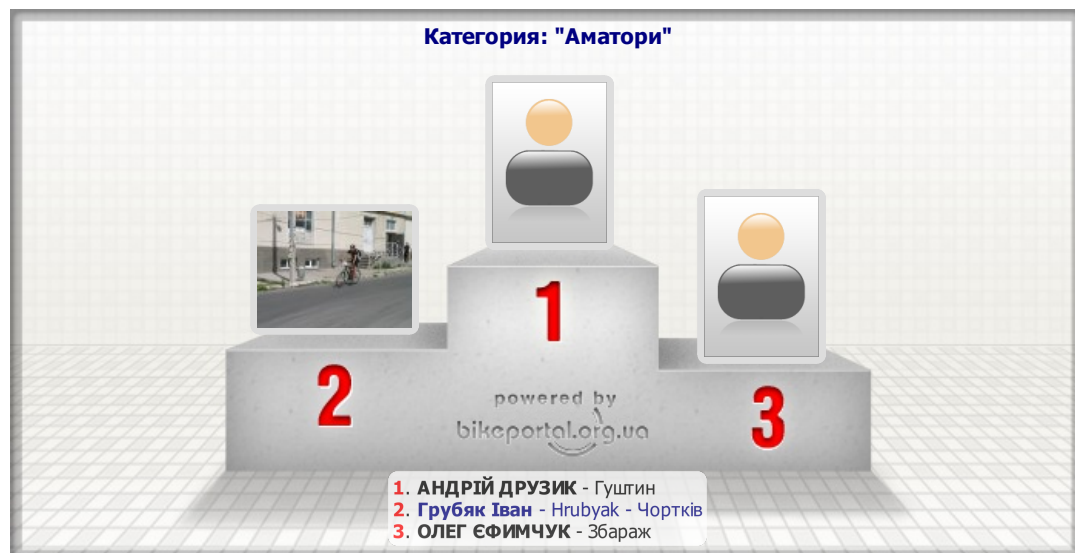 Категория: "Аматори"
1
2
3
powered by
bikeportal.org.ua
1. АНДРІЙ ДРУЗИК - Гуштин
2. Грубяк Іван - Hrubyak - Чортків
3. ОЛЕГ ЄФИМЧУК - Збараж